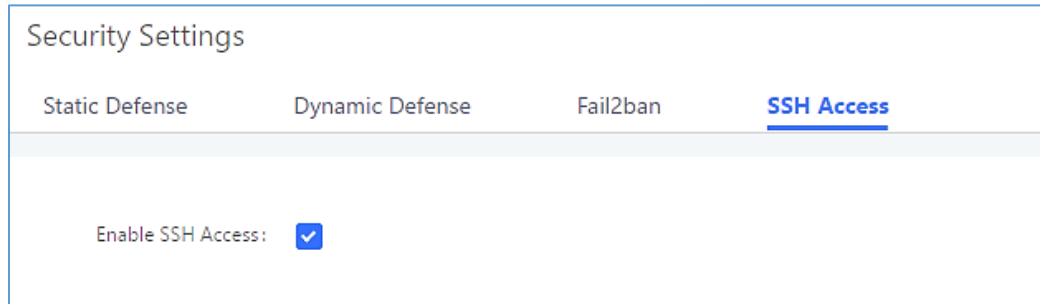 Security Settings
Static Defense Dynamic Defense Fail2ban SSH Access
Enable SSH Access: